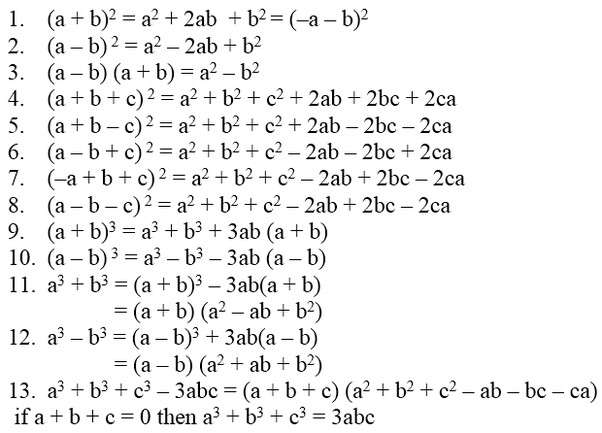 1. (a + b)² = a² + 2ab + b² = (–a – b)²
2. (a – b)² = a² – 2ab + b²
3. (a – b) (a + b) = a² – b²
4. (a + b + c)² = a² + b² + c² + 2ab + 2bc + 2ca
5. (a + b – c)² = a² + b² + c² + 2ab – 2bc – 2ca
6. (a – b + c)² = a² + b² + c² – 2ab – 2bc + 2ca
7. (–a + b + c)² = a² + b² + c² – 2ab + 2bc – 2ca
8. (a – b – c)² = a² + b² + c² – 2ab + 2bc – 2ca
9. (a + b)³ = a³ + b³ + 3ab (a + b)
10. (a – b)³ = a³ – b³ – 3ab (a – b)
11. a³ + b³ = (a + b)³ – 3ab(a + b)
= (a + b) (a² – ab + b²)
12. a³ – b³ = (a – b)³ + 3ab(a – b)
= (a – b) (a² + ab + b²)
13. a³ + b³ + c³ – 3abc = (a + b + c) (a² + b² + c² – ab – bc – ca)
if a + b + c = 0 then a³ + b³ + c³ = 3abc